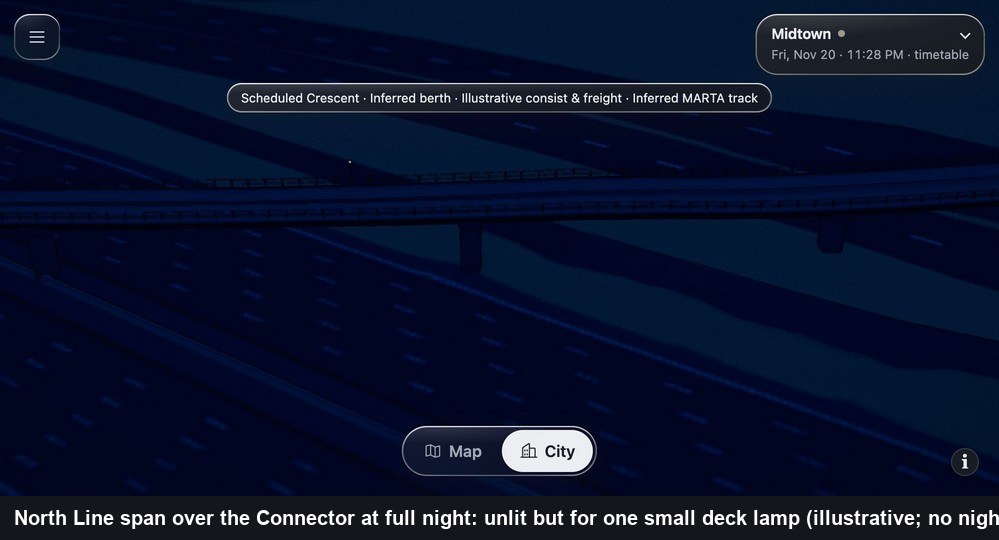 Midtown
Fri, Nov 20 · 11:28 PM · timetable
Scheduled Crescent · Inferred berth · Illustrative consist & freight · Inferred MARTA track
Map
City
North Line span over the Connector at full night: unlit but for one small deck lamp (illustrative; no nigh